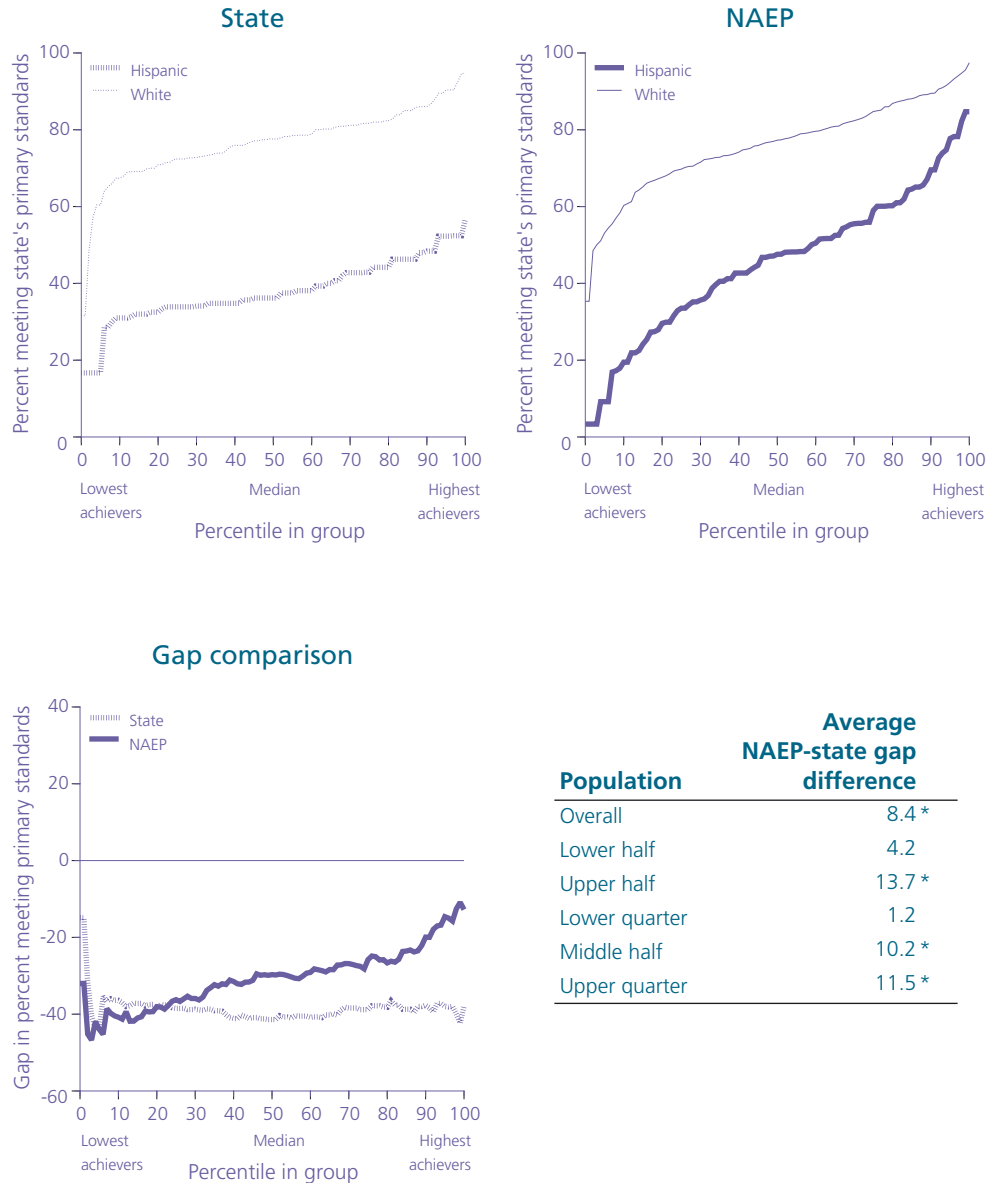 State
Percent meeting state's primary standards
100
80
60
40
20
0
Hispanic
White
0 10 20 30 40 50 60 70 80 90 100
Lowest achievers
Median
Highest achievers
Percentile in group
NAEP
Percent meeting state's primary standards
100
80
60
40
20
0
Hispanic
White
0 10 20 30 40 50 60 70 80 90 100
Lowest achievers
Median
Highest achievers
Percentile in group
Gap comparison
Gap in percent meeting primary standards
40
20
0
-20
-40
-60
State
NAEP
0 10 20 30 40 50 60 70 80 90 100
Lowest achievers
Median
Highest achievers
Percentile in group
Average
NAEP-state gap
Population difference
Overall 8.4 *
Lower half 4.2
Upper half 13.7 *
Lower quarter 1.2
Middle half 10.2 *
Upper quarter 11.5 *